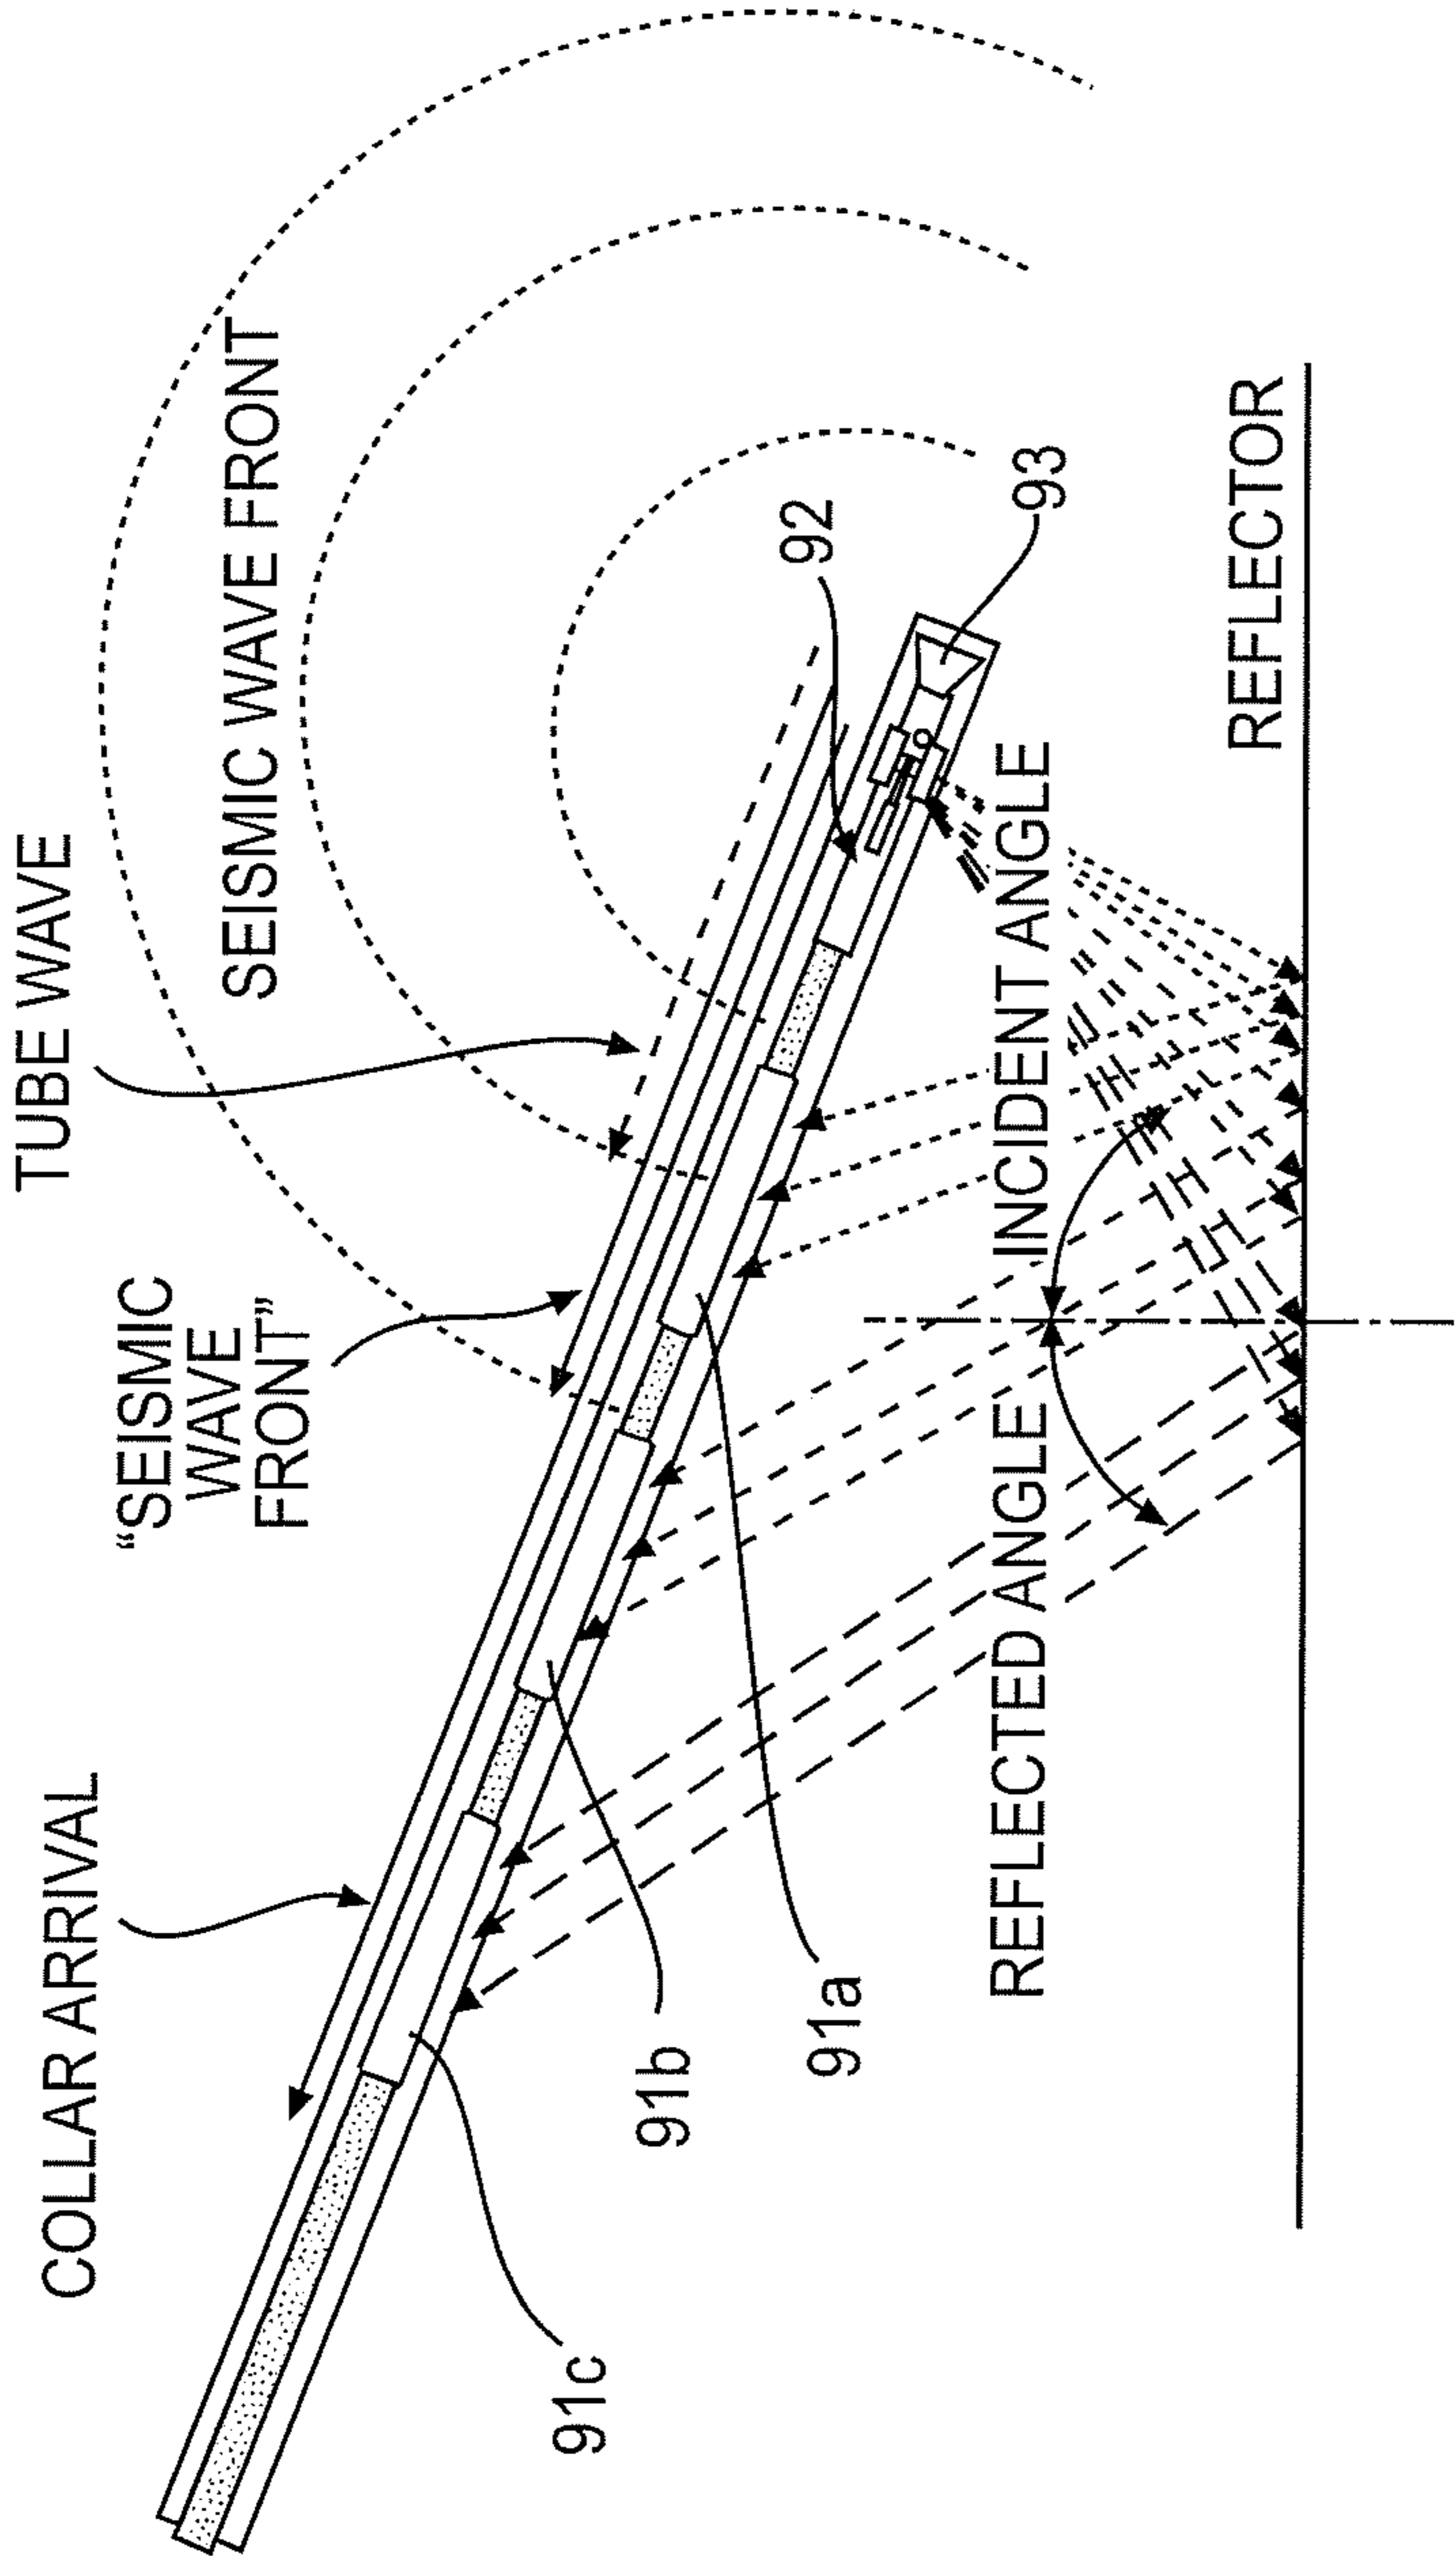 COLLAR ARRIVAL
“SEISMIC
WAVE
FRONT”
TUBE WAVE
SEISMIC WAVE FRONT
91c
91b
91a
92
93
REFLECTED ANGLE
INCIDENT ANGLE
REFLECTOR